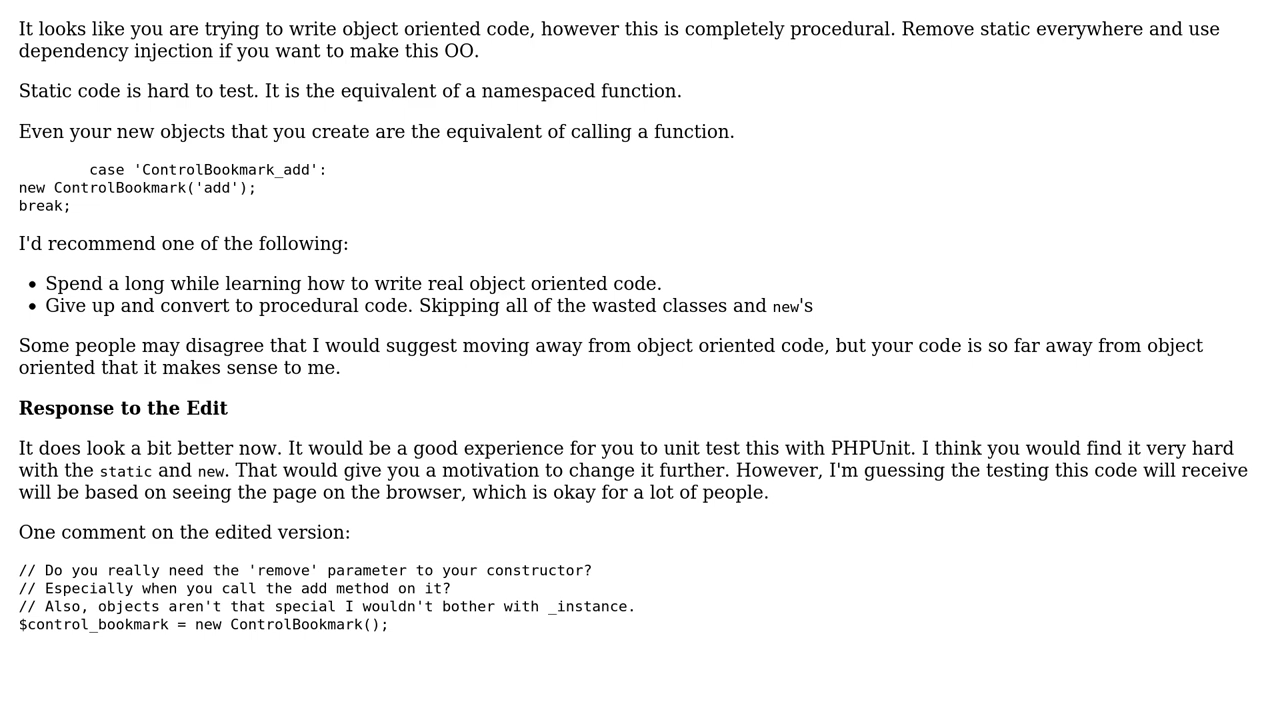 It looks like you are trying to write object oriented code, however this is completely procedural. Remove static everywhere and use
dependency injection if you want to make this OO.
Static code is hard to test. It is the equivalent of a namespaced function.
Even your new objects that you create are the equivalent of calling a function.
        case 'ControlBookmark_add':
new ControlBookmark('add');
break;
I'd recommend one of the following:
• Spend a long while learning how to write real object oriented code.
• Give up and convert to procedural code. Skipping all of the wasted classes and new's
Some people may disagree that I would suggest moving away from object oriented code, but your code is so far away from object
oriented that it makes sense to me.
Response to the Edit
It does look a bit better now. It would be a good experience for you to unit test this with PHPUnit. I think you would find it very hard
with the static and new. That would give you a motivation to change it further. However, I'm guessing the testing this code will receive
will be based on seeing the page on the browser, which is okay for a lot of people.
One comment on the edited version:
// Do you really need the 'remove' parameter to your constructor?
// Especially when you call the add method on it?
// Also, objects aren't that special I wouldn't bother with _instance.
$control_bookmark = new ControlBookmark();